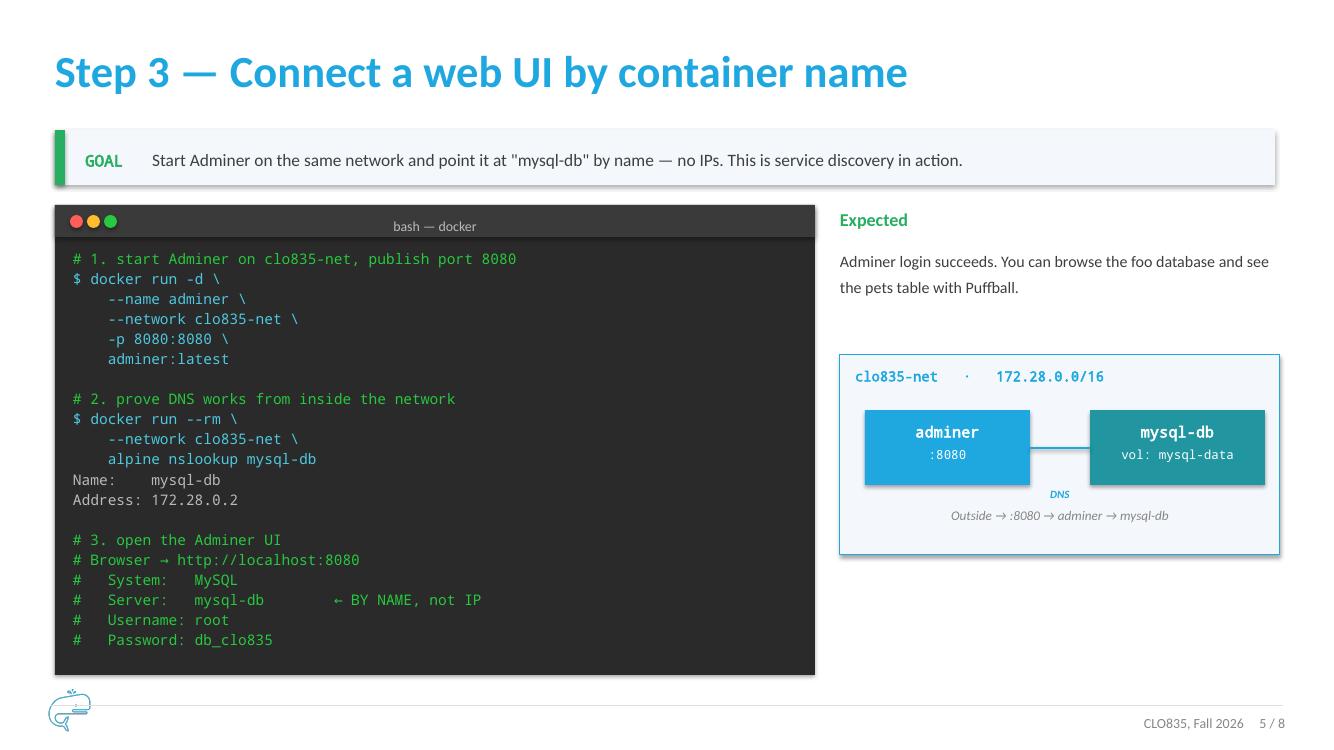 Step 3 — Connect a web UI by container name
GOAL Start Adminer on the same network and point it at "mysql-db" by name — no IPs. This is service discovery in action.
bash — docker
# 1. start Adminer on clo835-net, publish port 8080
$ docker run -d \
    --name adminer \
    --network clo835-net \
    -p 8080:8080 \
    adminer:latest
# 2. prove DNS works from inside the network
$ docker run --rm \
    --network clo835-net \
    alpine nslookup mysql-db
Name:    mysql-db
Address: 172.28.0.2
# 3. open the Adminer UI
# Browser → http://localhost:8080
#   System:   MySQL
#   Server:   mysql-db        ← BY NAME, not IP
#   Username: root
#   Password: db_clo835
Expected
Adminer login succeeds. You can browse the foo database and see
the pets table with Puffball.
clo835-net · 172.28.0.0/16
adminer
:8080
mysql-db
vol: mysql-data
DNS
Outside → :8080 → adminer → mysql-db
CLO835, Fall 2026 5 / 8